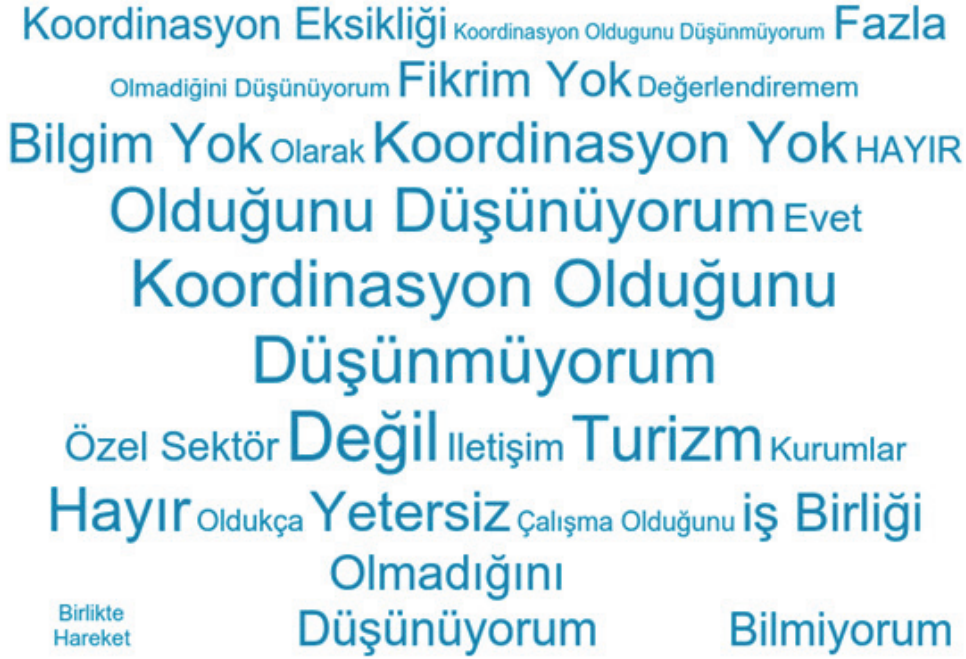 Koordinasyon Eksikliği Koordinasyon Oldugunu Düşünmüyorum Fazla
Olmadiğini Düşünüyorum Fikrim Yok Değerlendiremem
Bilgim Yok Olarak Koordinasyon Yok HAYIR
Olduğunu Düşünüyorum Evet
Koordinasyon Olduğunu
Düşünmüyorum
Özel Sektör Değil Iletişim Turizm Kurumlar
Hayır Oldukça Yetersiz Çalışma Olduğunu iş Birliği
Birlikte
Hareket
Olmadığını
Düşünüyorum
Bilmiyorum